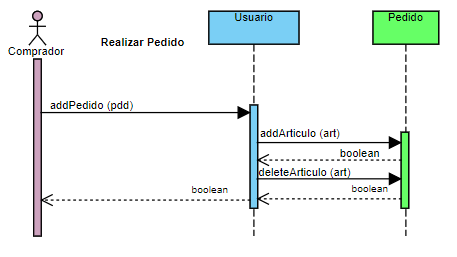 Usuario
Pedido
Comprador
Realizar Pedido
addPedido (pdd)
addArticulo (art)
boolean
deleteArticulo (art)
boolean
boolean